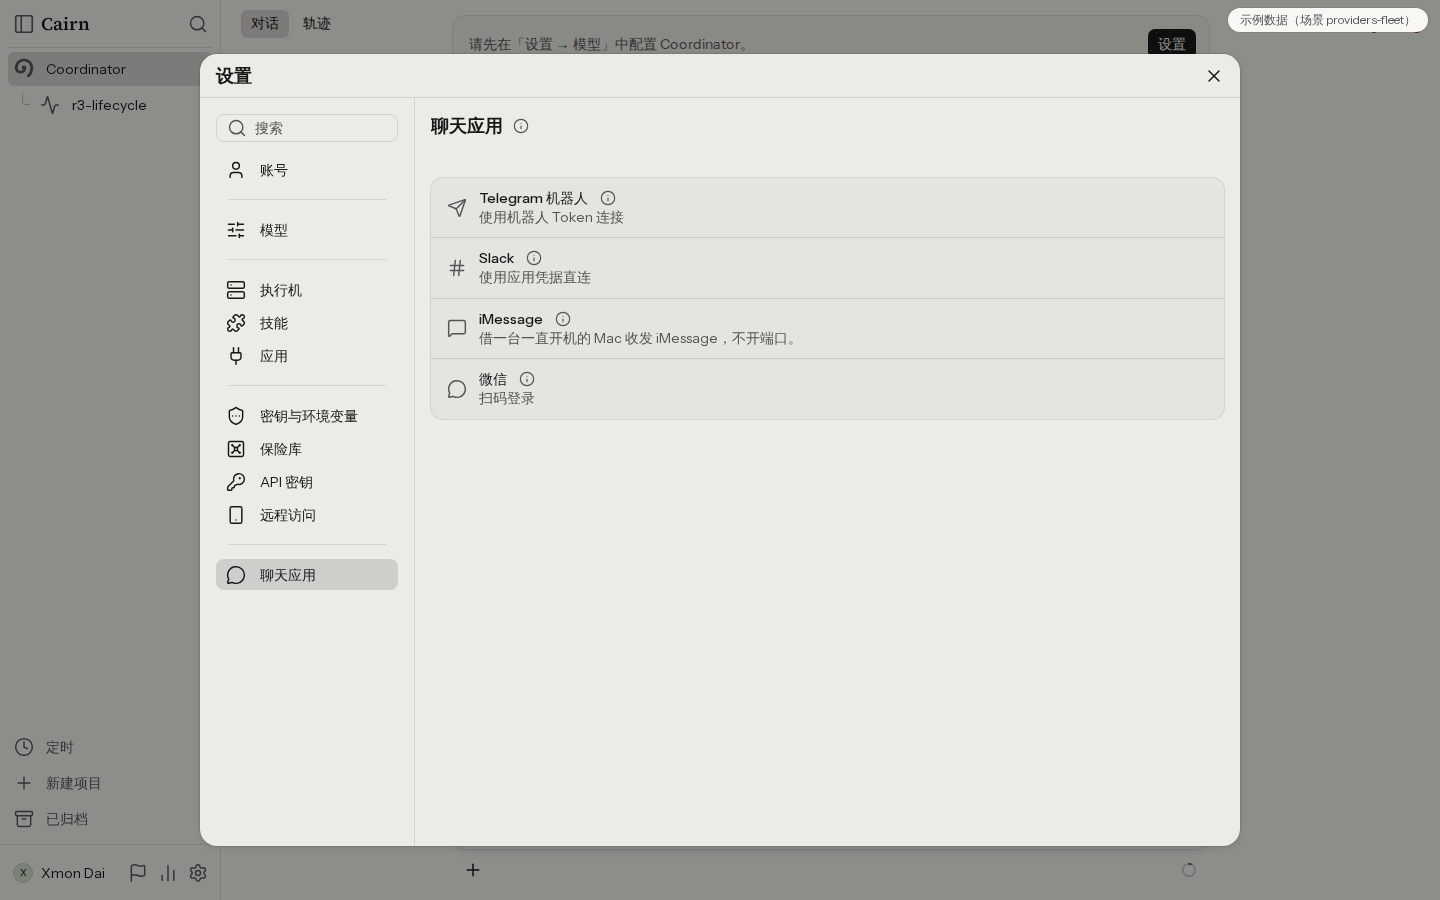 Cairn
对话
轨迹
示例数据（场景 providers-fleet）
请先在「设置 → 模型」中配置 Coordinator。
设置
Coordinator
r3-lifecycle
设置
搜索
账号
模型
执行机
技能
应用
密钥与环境变量
保险库
API 密钥
远程访问
聊天应用
聊天应用
Telegram 机器人
使用机器人 Token 连接
Slack
使用应用凭据直连
iMessage
借一台一直开机的 Mac 收发 iMessage，不开端口。
微信
扫码登录
定时
新建项目
已归档
X
Xmon Dai